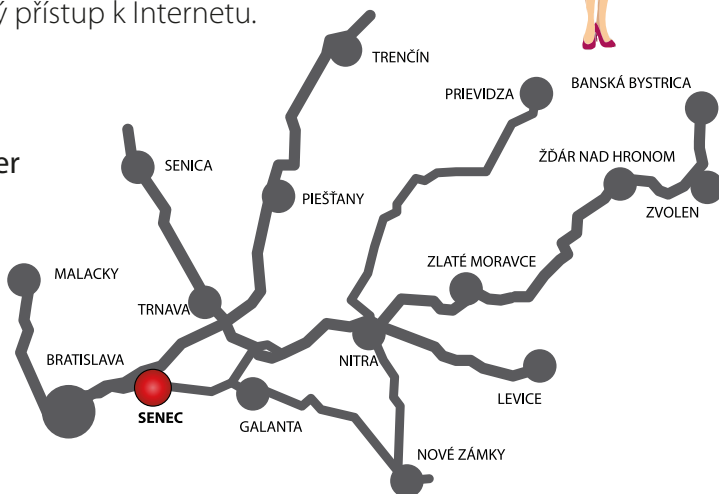 ý přístup k Internetu.
TRENČÍN
PRIEVIDZA
BANSKÁ BYSTRICA
er
SENICA
ŽĎÁR NAD HRONOM
PIEŠŤANY
ZVOLEN
MALACKY
ZLATÉ MORAVCE
TRNAVA
BRATISLAVA
NITRA
SENEC
LEVICE
GALANTA
NOVÉ ZÁMKY